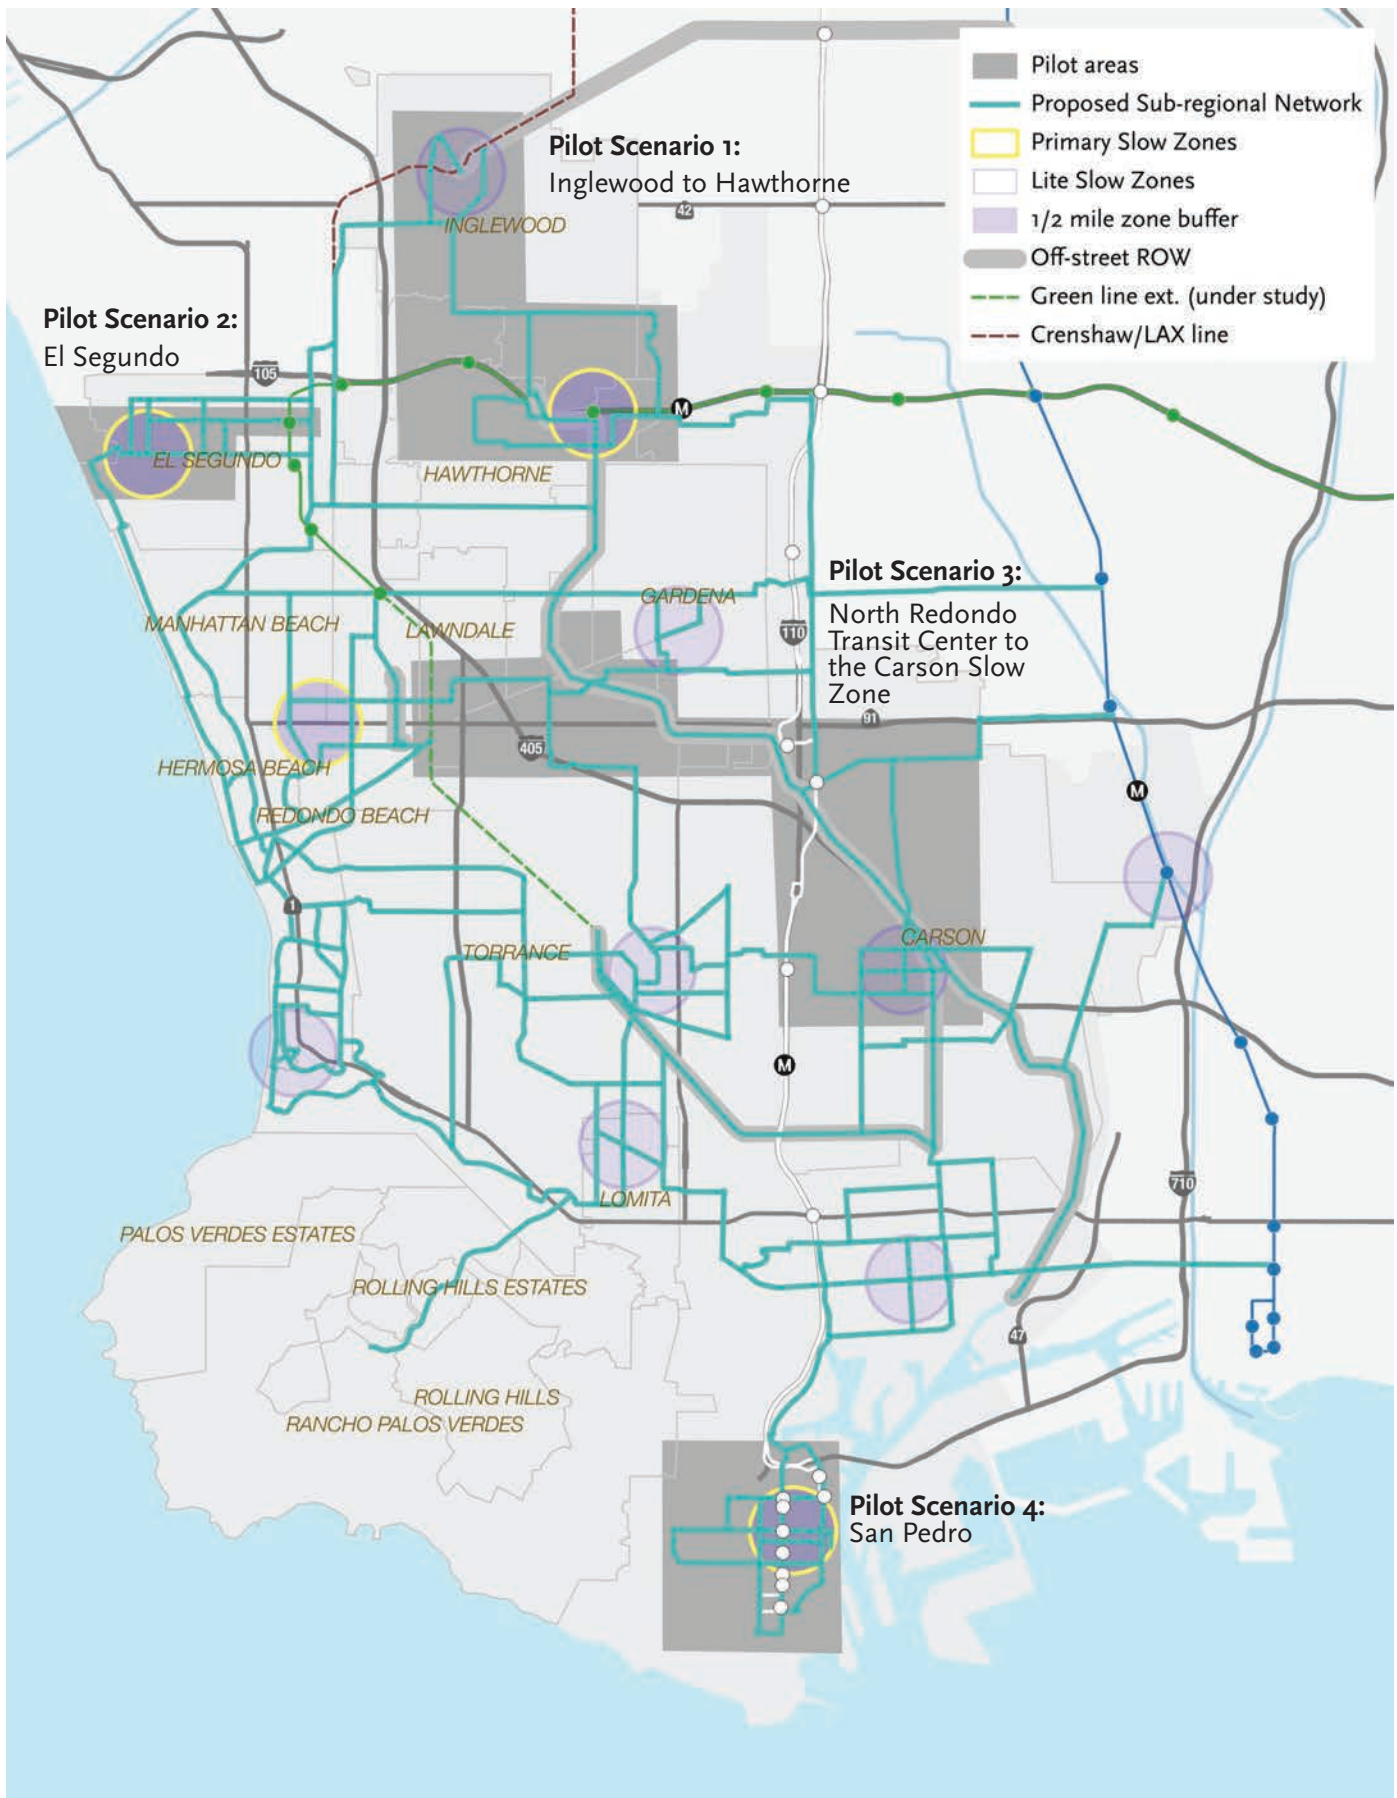 Pilot areas
Proposed Sub-regional Network
Primary Slow Zones
Lite Slow Zones
1/2 mile zone buffer
Off-street ROW
Green line ext. (under study)
Crenshaw/LAX line
Pilot Scenario 1:
Inglewood to Hawthorne
42
INGLEWOOD
Pilot Scenario 2:
El Segundo
105
M
EL SEGUNDO
HAWTHORNE
Pilot Scenario 3:
North Redondo
Transit Center to
the Carson Slow
Zone
GARDENA
MANHATTAN BEACH
LAWNDALE
110
91
405
HERMOSA BEACH
M
REDONDO BEACH
1
CARSON
TORRANCE
M
710
LOMITA
PALOS VERDES ESTATES
ROLLING HILLS ESTATES
47
ROLLING HILLS
RANCHO PALOS VERDES
Pilot Scenario 4:
San Pedro